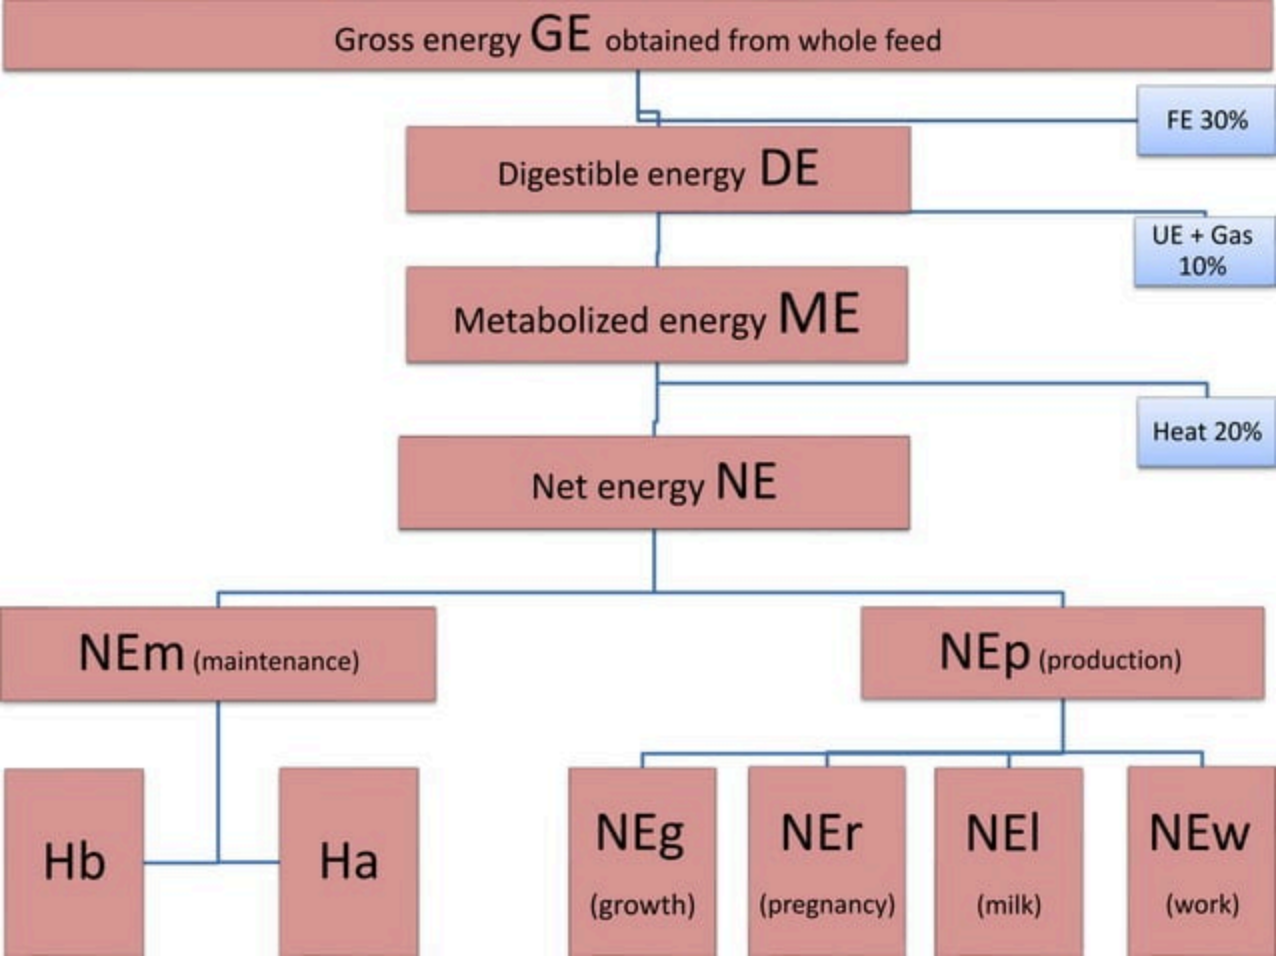 Gross energy GE obtained from whole feed
FE 30%
Digestible energy DE
UE + Gas
10%
Metabolized energy ME
Heat 20%
Net energy NE
NEm (maintenance)
NEp (production)
Hb
Ha
NEg
(growth)
NEr
(pregnancy)
NEl
(milk)
NEw
(work)